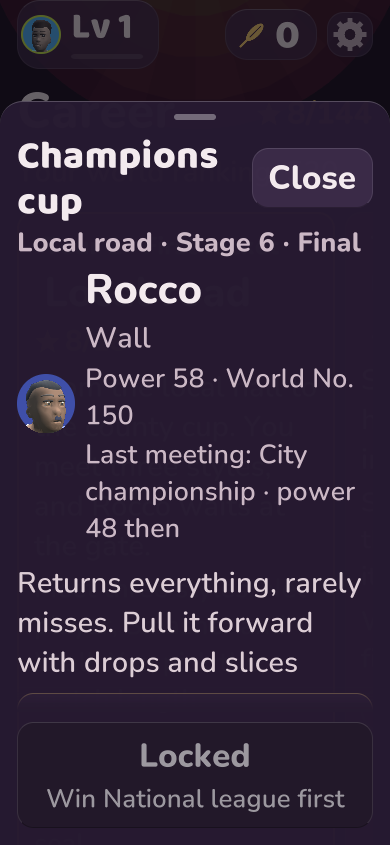 Lv 1
0
Career
Champions
cup
Close
Local road · Stage 6 · Final
Rocco
Wall
Power 58 · World No.
150
Last meeting: City
championship · power
48 then
Returns everything, rarely
misses. Pull it forward
with drops and slices
Locked
Win National league first